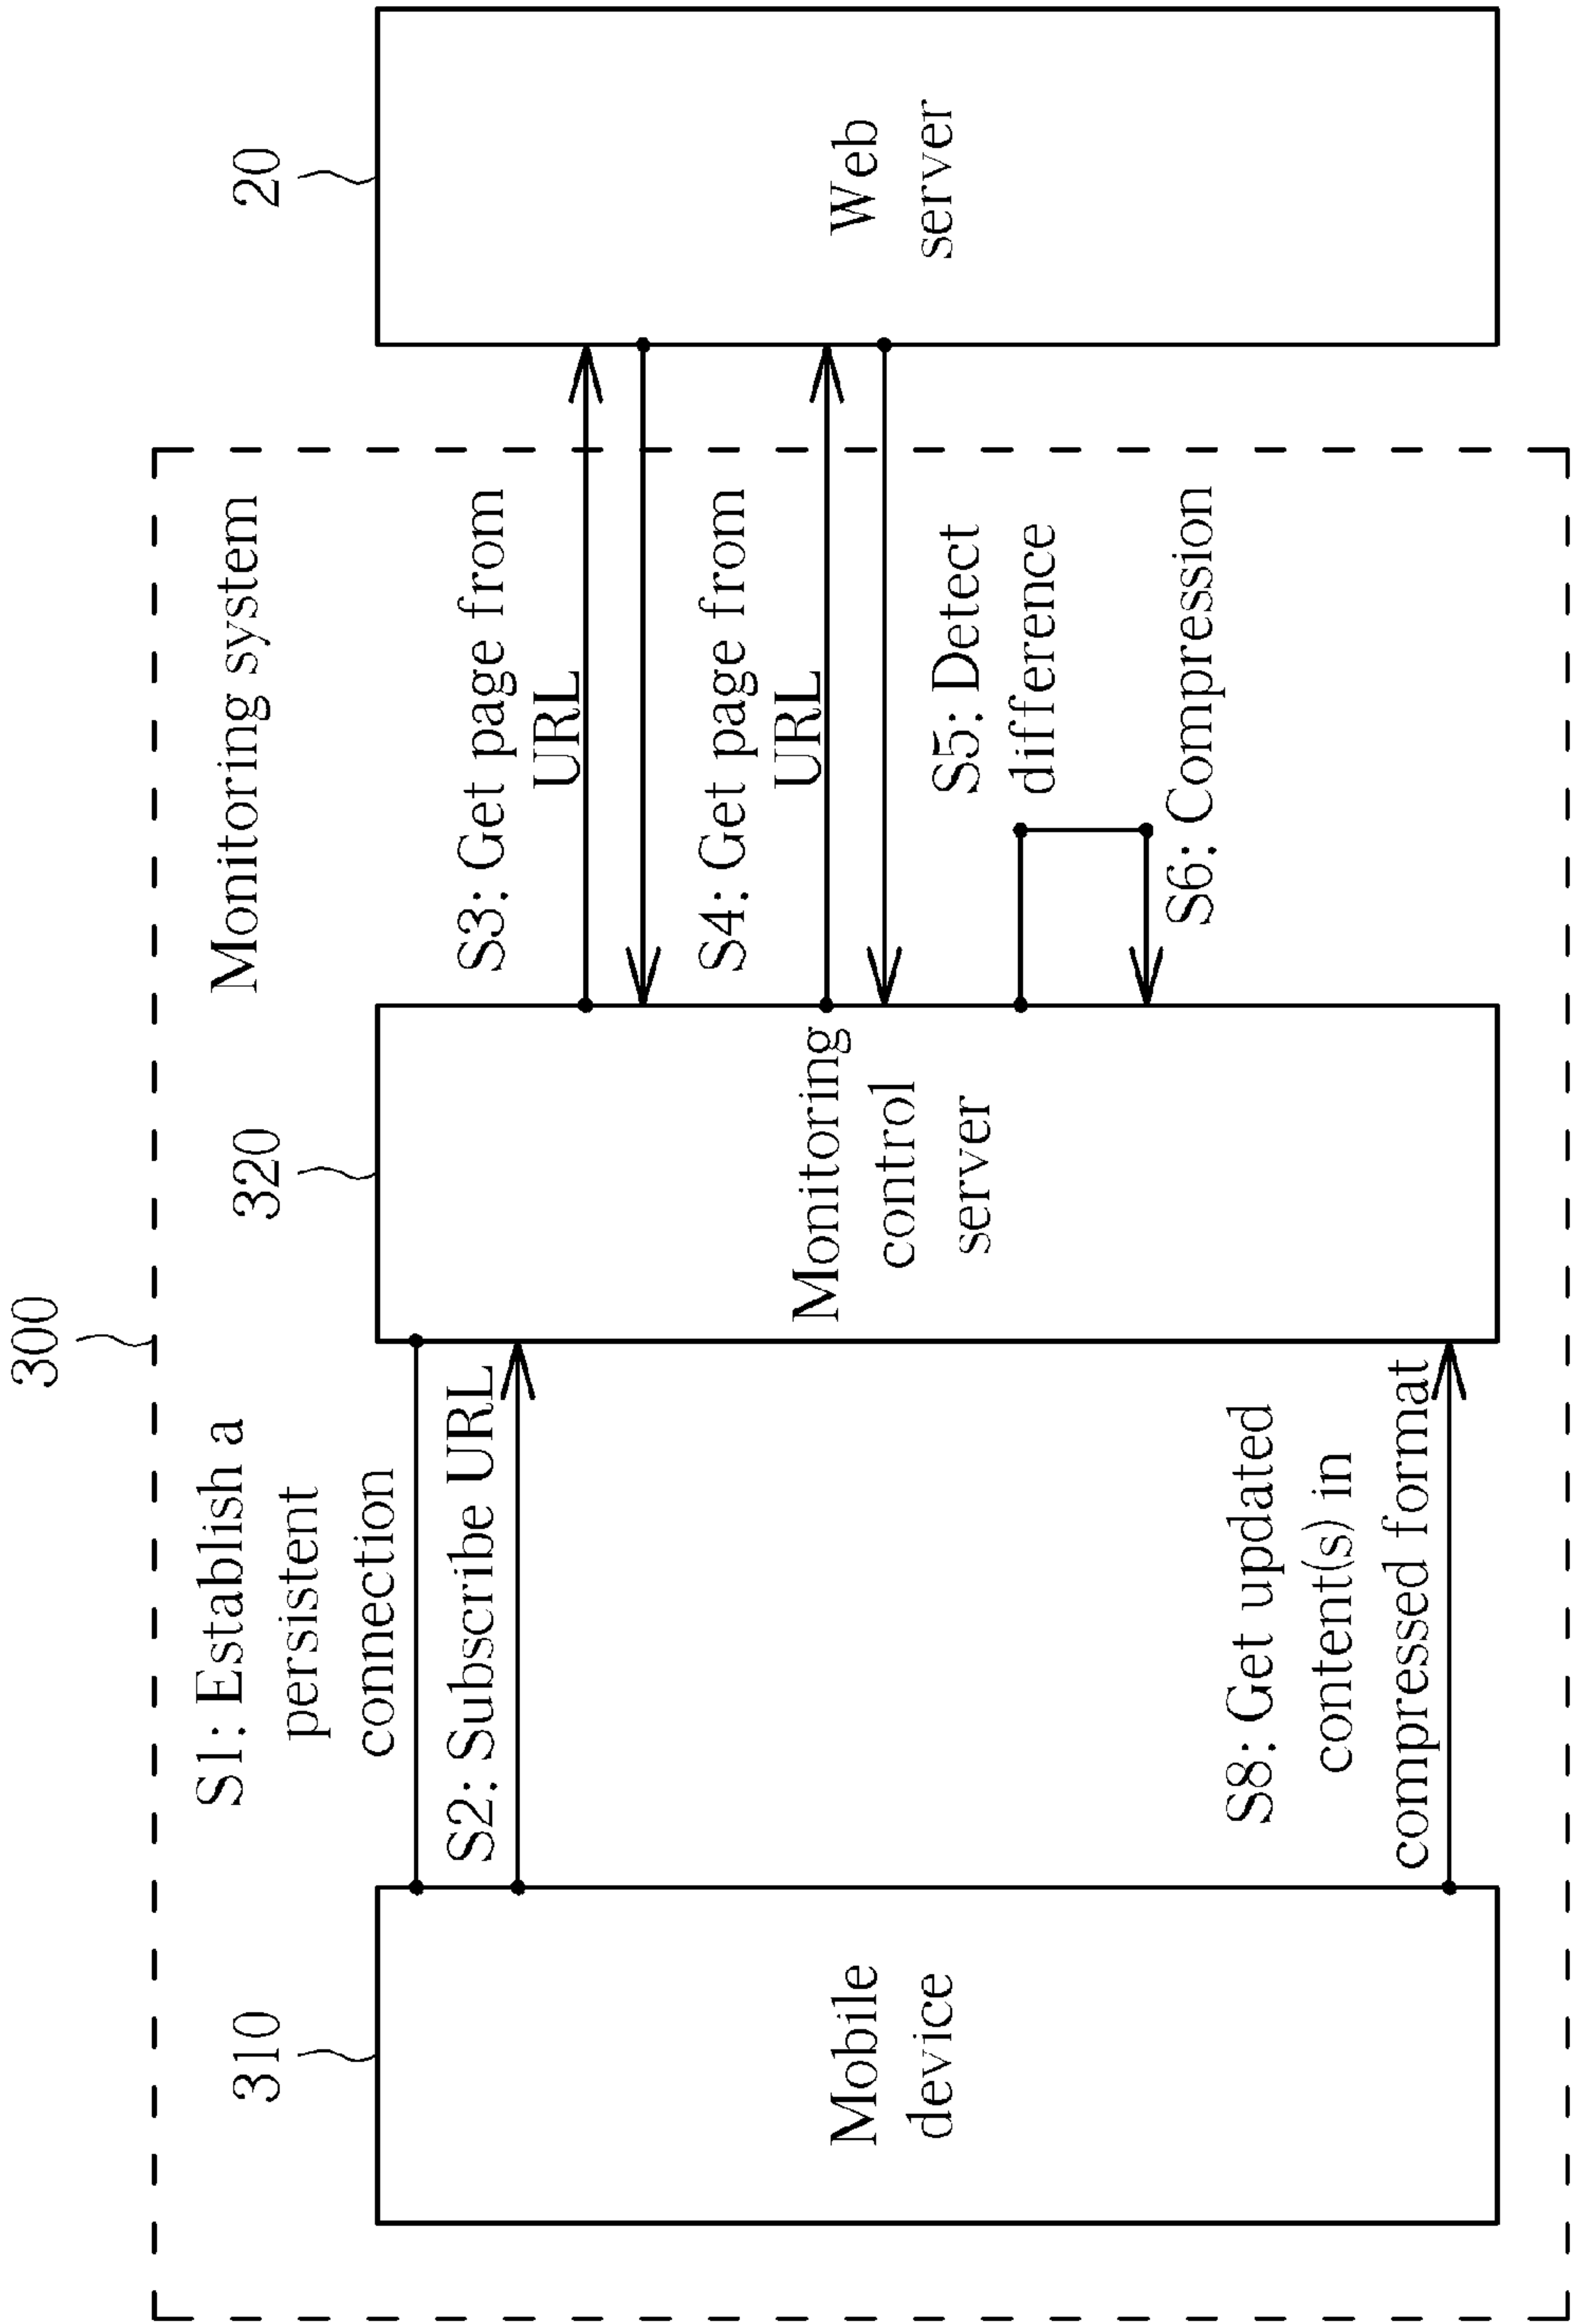 300
Monitoring system
310
320
20
S1: Establish a
persistent
connection
S2: Subscribe URL
S3: Get page from
URL
S4: Get page from
URL
Mobile
device
Monitoring
control
server
Web
server
S5: Detect
difference
S6: Compression
S8: Get updated
content(s) in
compressed format